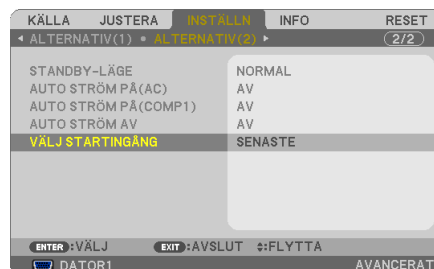 KÄLLA JUSTERA INSTÄLLN INFO RESET
ALTERNATIV(1) • ALTERNATIV(2) 2/2
STANDBY-LÄGE NORMAL
AUTO STRÖM PÅ(AC) AV
AUTO STRÖM PÅ(COMP1) AV
AUTO STRÖM AV AV
VÄLJ STARTINGÅNG SENASTE
ENTER :VÄLJ EXIT :AVSLUT :FLYTTA
DATOR1 AVANCERAT